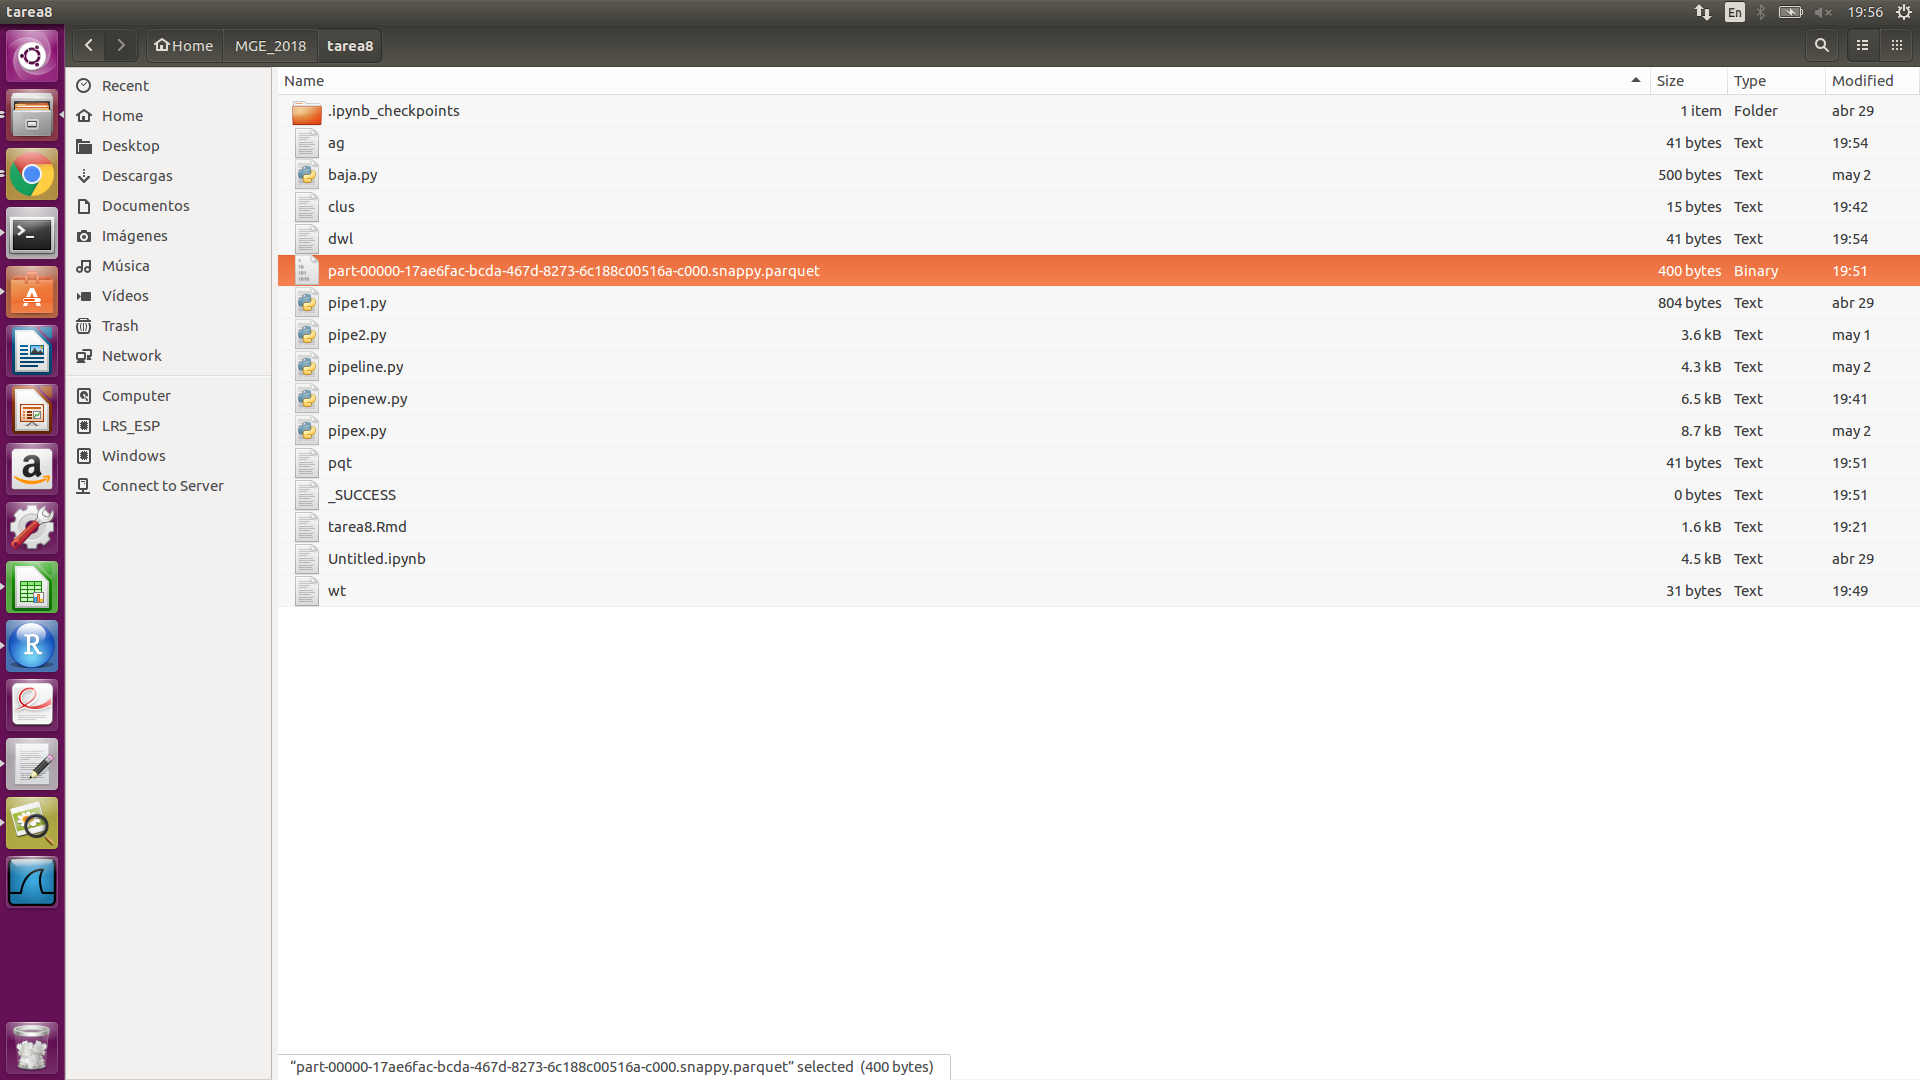 tarea8
En
19:56
Home MGE_2018 tarea8
Recent
Home
Desktop
Descargas
Documentos
Imágenes
Música
Vídeos
Trash
Network
Computer
LRS_ESP
Windows
Connect to Server
Name Size Type Modified
.ipynb_checkpoints 1 item Folder abr 29
ag 41 bytes Text 19:54
baja.py 500 bytes Text may 2
clus 15 bytes Text 19:42
dwl 41 bytes Text 19:54
part-00000-17ae6fac-bcda-467d-8273-6c188c00516a-c000.snappy.parquet 400 bytes Binary 19:51
pipe1.py 804 bytes Text abr 29
pipe2.py 3.6 kB Text may 1
pipeline.py 4.3 kB Text may 2
pipenew.py 6.5 kB Text 19:41
pipex.py 8.7 kB Text may 2
pqt 41 bytes Text 19:51
_SUCCESS 0 bytes Text 19:51
tarea8.Rmd 1.6 kB Text 19:21
Untitled.ipynb 4.5 kB Text abr 29
wt 31 bytes Text 19:49
“part-00000-17ae6fac-bcda-467d-8273-6c188c00516a-c000.snappy.parquet” selected (400 bytes)